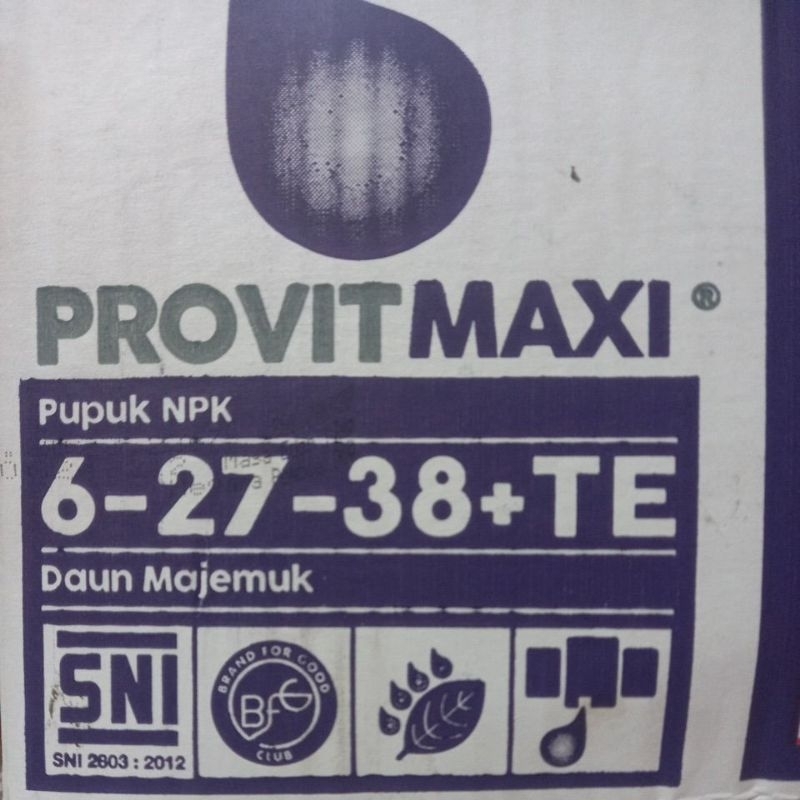 PROVITMAXI ®
Pupuk NPK
6-27-38+TE
Daun Majemuk
SNI
SNI 2803 : 2012
BRAND FOR GOOD
BFG
CLUB